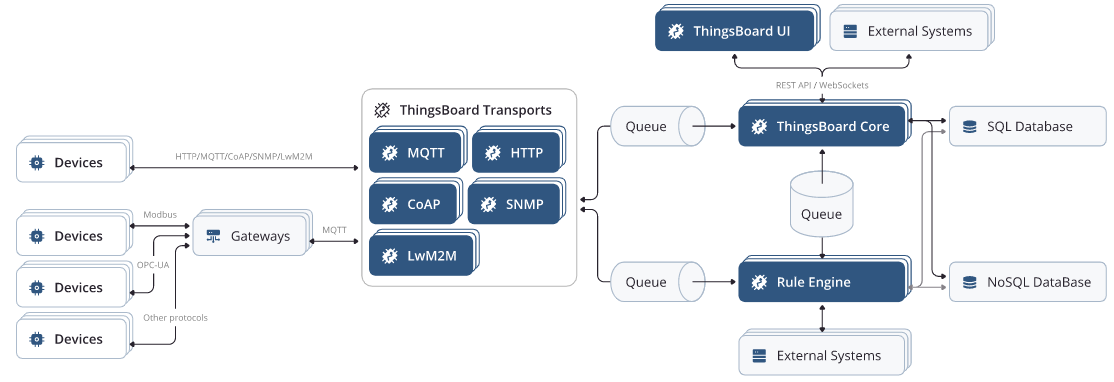 ThingsBoard UI
External Systems
REST API / WebSockets
ThingsBoard Transports
MQTT
HTTP
CoAP
SNMP
LwM2M
Queue
ThingsBoard Core
SQL Database
Devices
HTTP/MQTT/CoAP/SNMP/LwM2M
Devices
Modbus
Gateways
MQTT
Queue
OPC-UA
Devices
Queue
Rule Engine
NoSQL DataBase
Other protocols
Devices
External Systems